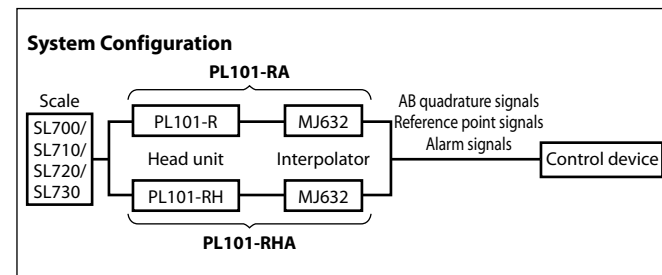 System Configuration
PL101-RA
Scale
SL700/
SL710/
SL720/
SL730
PL101-R
MJ632
Head unit
Interpolator
PL101-RH
MJ632
PL101-RHA
AB quadrature signals
Reference point signals
Alarm signals
Control device